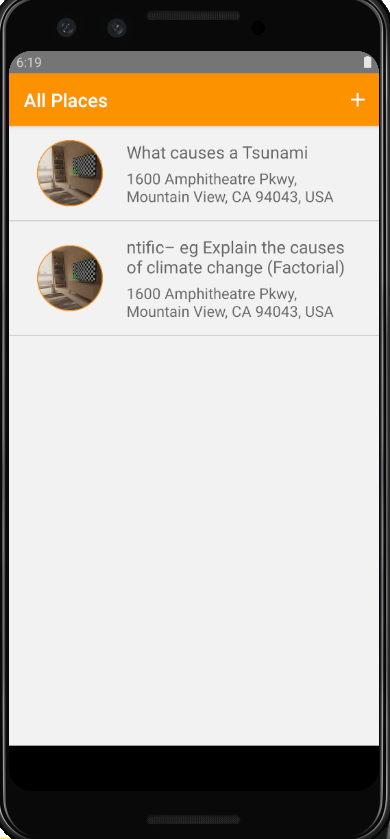 6:19
All Places
+
What causes a Tsunami
1600 Amphitheatre Pkwy,
Mountain View, CA 94043, USA
ntific– eg Explain the causes
of climate change (Factorial)
1600 Amphitheatre Pkwy,
Mountain View, CA 94043, USA